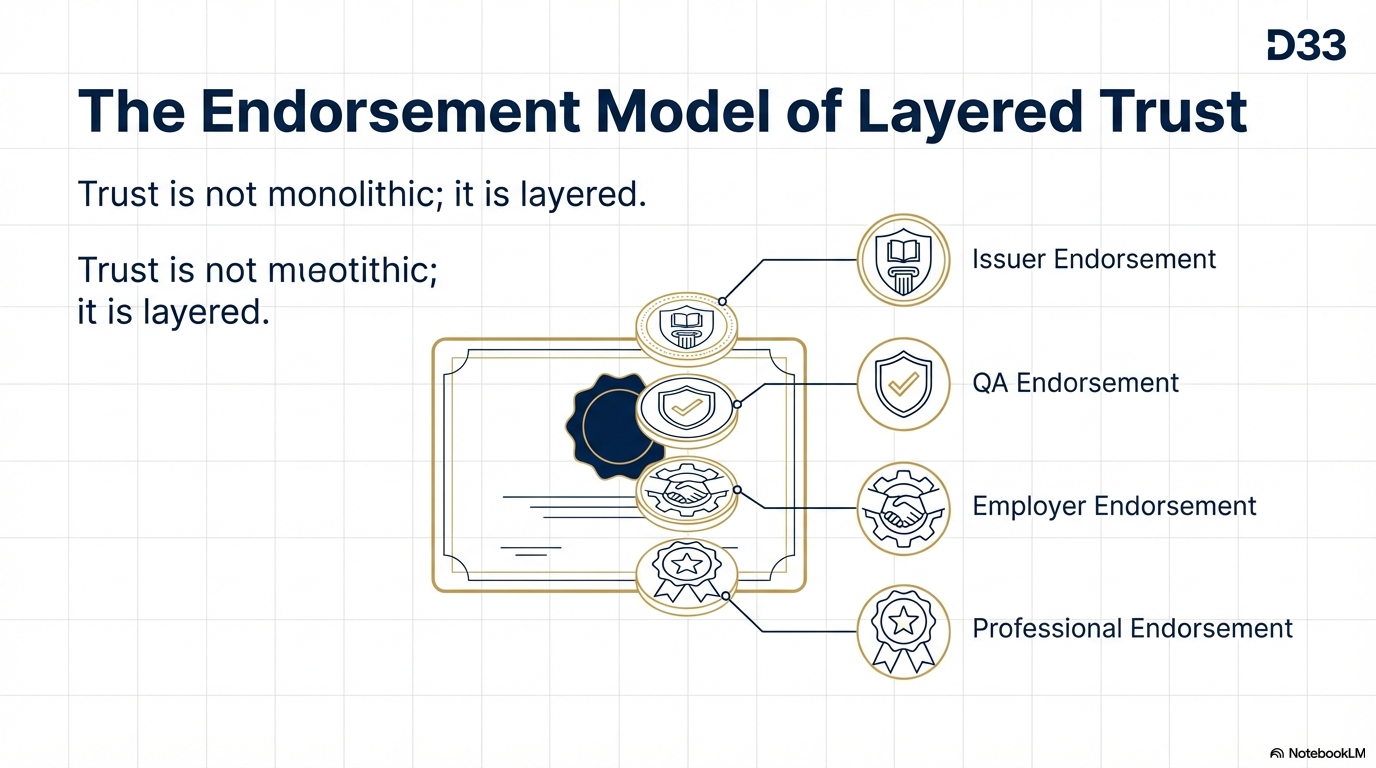 D33
The Endorsement Model of Layered Trust
Trust is not monolithic; it is layered.
Trust is not
it is layered.
Issuer Endorsement
QA Endorsement
Employer Endorsement
Professional Endorsement
NotebookLM